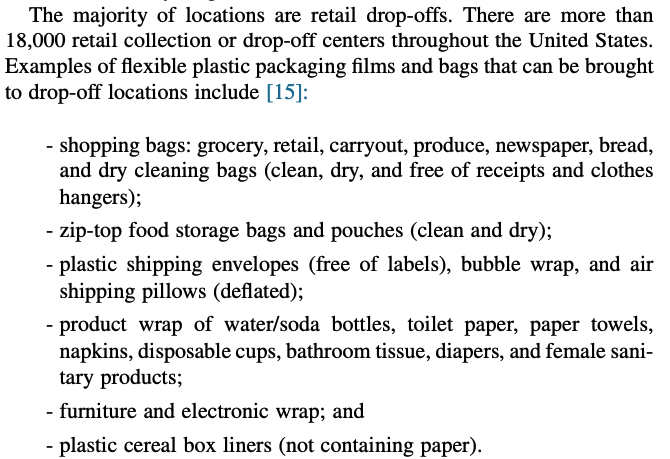 The majority of locations are retail drop-offs. There are more than
18,000 retail collection or drop-off centers throughout the United States.
Examples of flexible plastic packaging films and bags that can be brought
to drop-off locations include [15]:
- shopping bags: grocery, retail, carryout, produce, newspaper, bread,
and dry cleaning bags (clean, dry, and free of receipts and clothes
hangers);
- zip-top food storage bags and pouches (clean and dry);
- plastic shipping envelopes (free of labels), bubble wrap, and air
shipping pillows (deflated);
- product wrap of water/soda bottles, toilet paper, paper towels,
napkins, disposable cups, bathroom tissue, diapers, and female sani-
tary products;
- furniture and electronic wrap; and
- plastic cereal box liners (not containing paper).